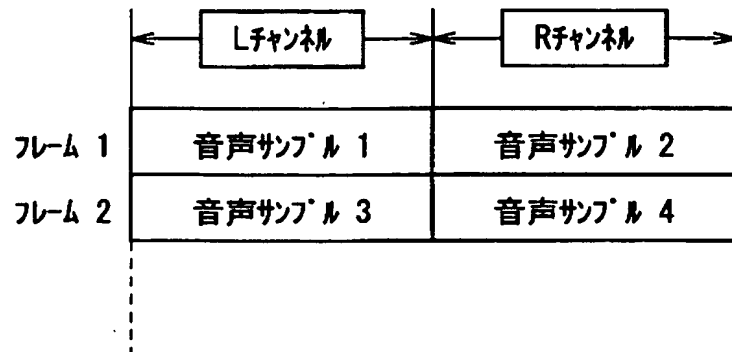 Lチャンネル Rチャンネル
フレーム 1 音声サンプル 1 音声サンプル 2
フレーム 2 音声サンプル 3 音声サンプル 4